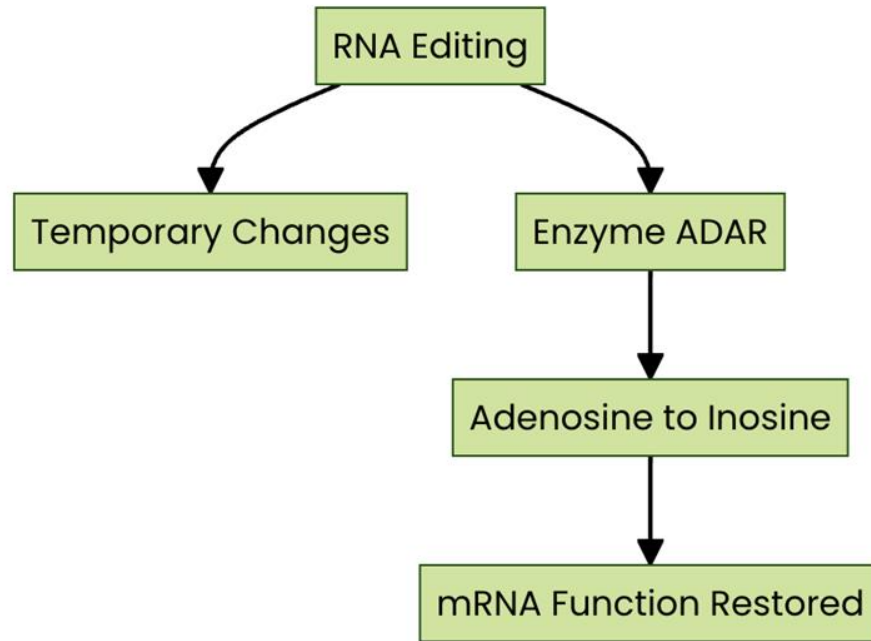 RNA Editing
Temporary Changes
Enzyme ADAR
Adenosine to Inosine
mRNA Function Restored